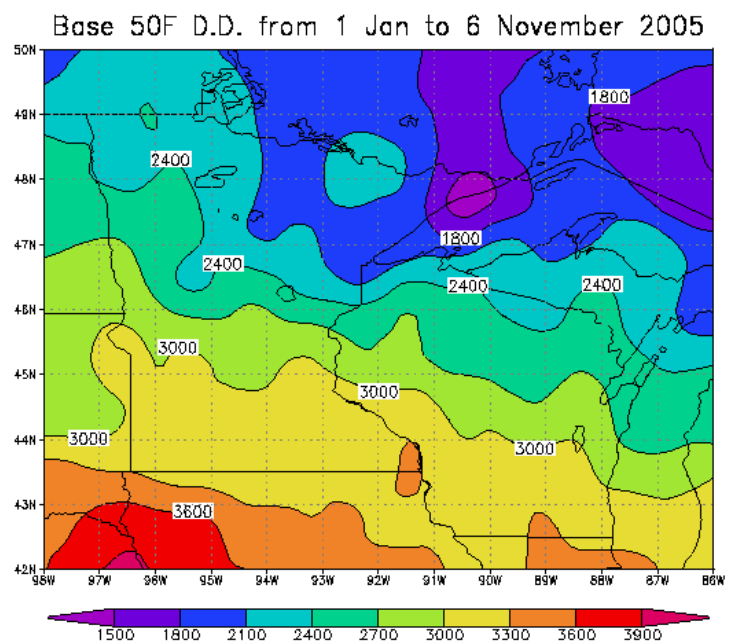 Base 50F D.D. from 1 Jan to 6 November 2005
50N
1800
49N
2400
48N
1800
47N
2400
2400
2400
46N
3000
45N
3000
3000
3000
44N
43N
3600
42N
98W 97W 96W 95W 94W 93W 92W 91W 90W 89W 88W 87W 86W
1500 1800 2100 2400 2700 3000 3300 3600 3900